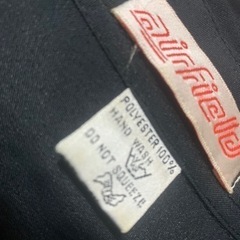 airfield
POLYESTER 100%
HAND WASH
DO NOT SQUEEZE